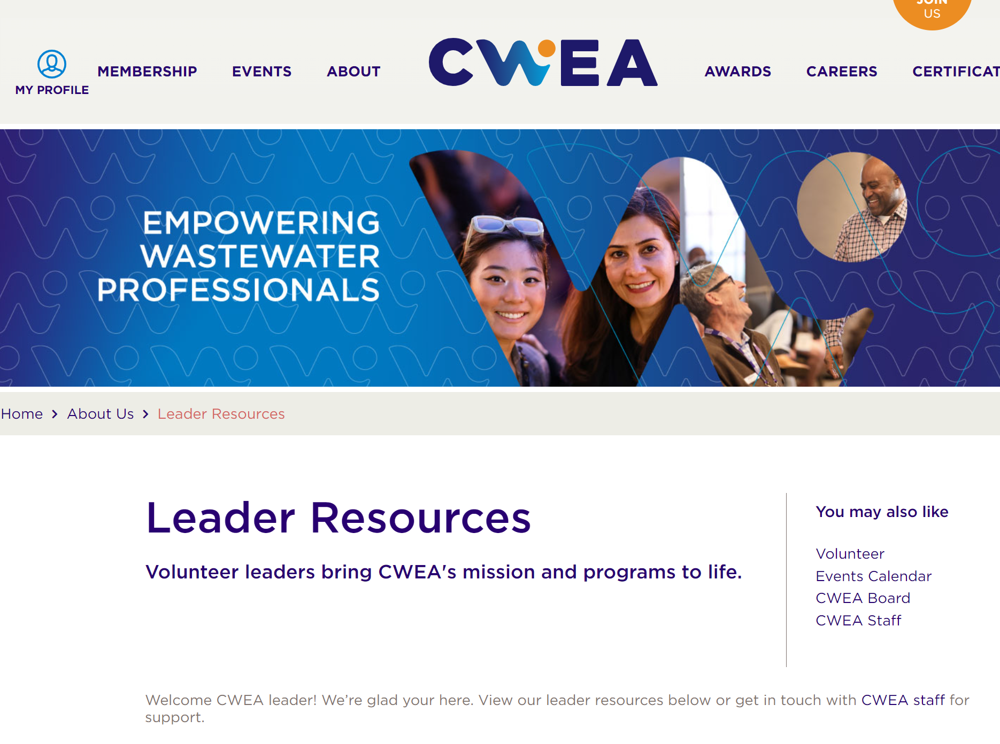 JOIN
US
MY PROFILE
MEMBERSHIP
EVENTS
ABOUT
CWEA
AWARDS
CAREERS
CERTIFICAT
EMPOWERING
WASTEWATER
PROFESSIONALS
Home > About Us > Leader Resources
Leader Resources
Volunteer leaders bring CWEA's mission and programs to life.
You may also like
Volunteer
Events Calendar
CWEA Board
CWEA Staff
Welcome CWEA leader! We’re glad your here. View our leader resources below or get in touch with CWEA staff for
support.